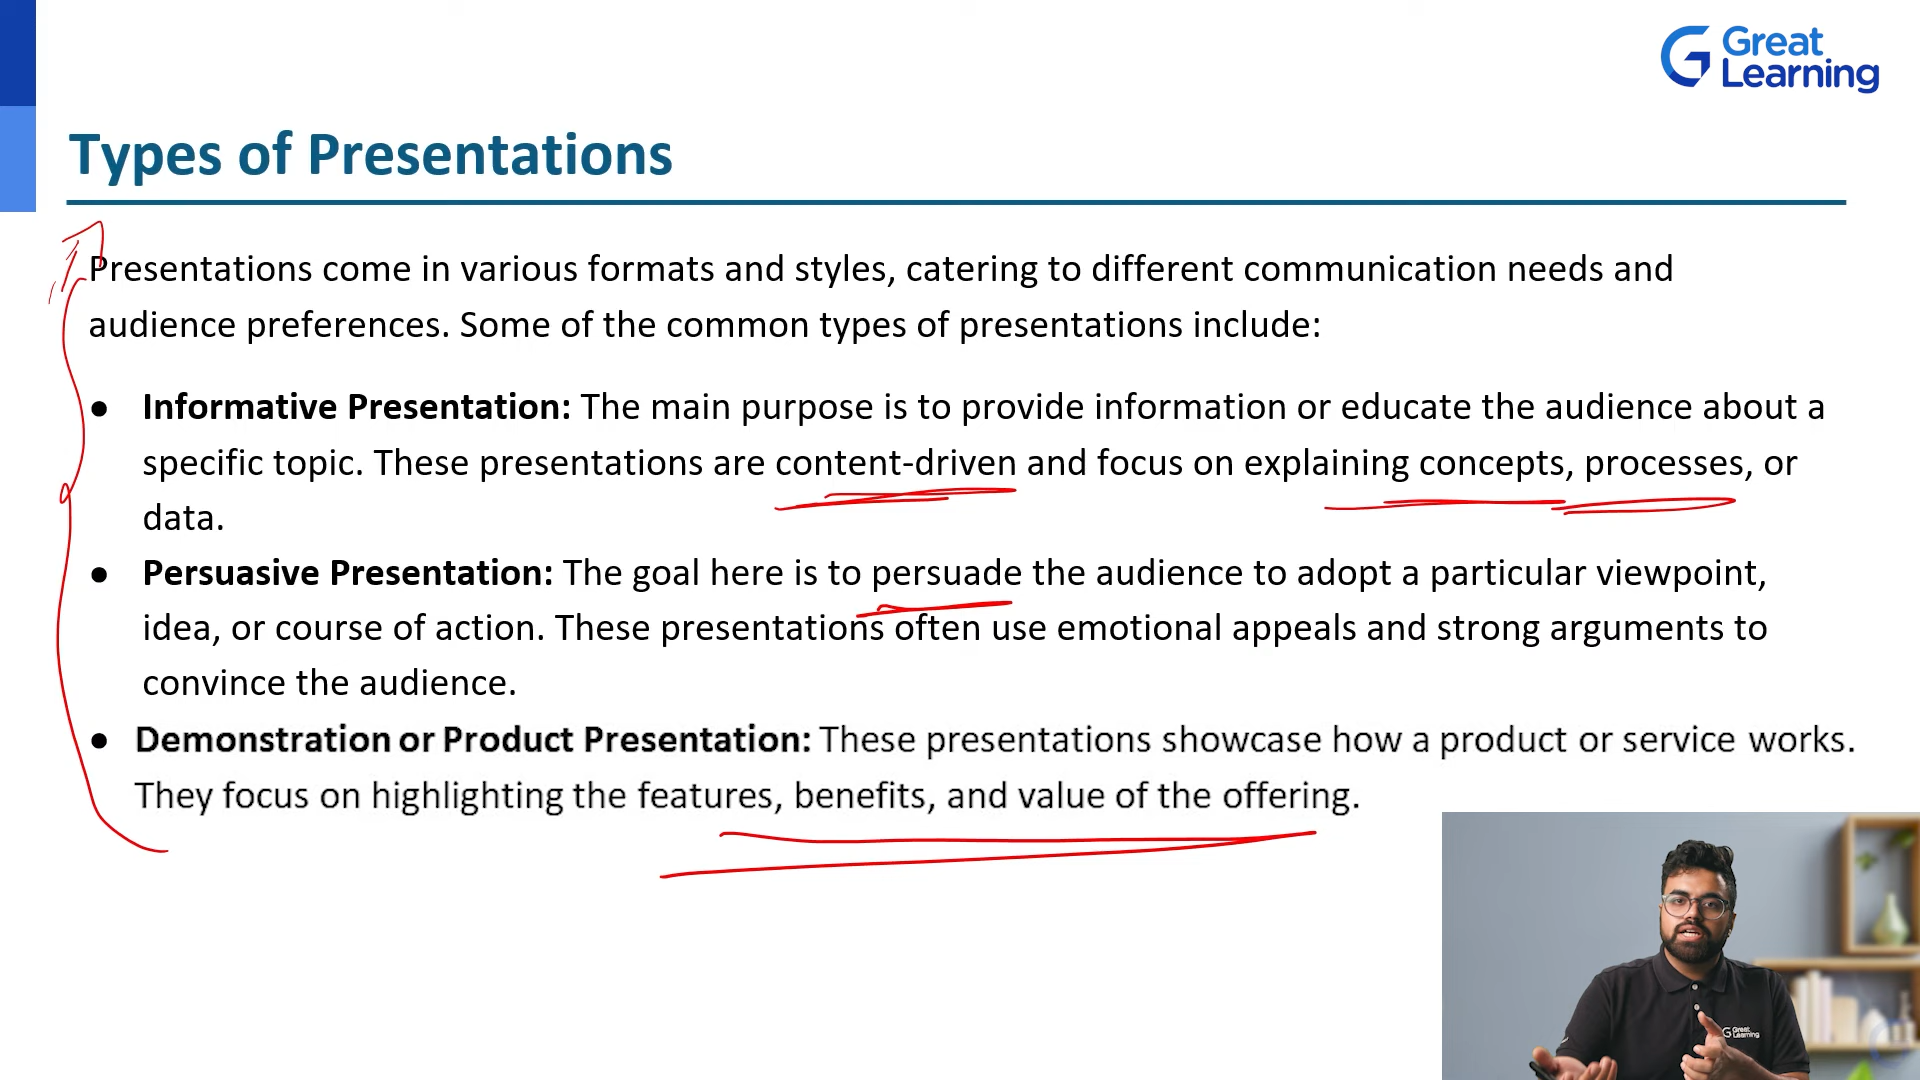 Great
Learning
Types of Presentations
Presentations come in various formats and styles, catering to different communication needs and
audience preferences. Some of the common types of presentations include:
● Informative Presentation: The main purpose is to provide information or educate the audience about a
specific topic. These presentations are content-driven and focus on explaining concepts, processes, or
data.
● Persuasive Presentation: The goal here is to persuade the audience to adopt a particular viewpoint,
idea, or course of action. These presentations often use emotional appeals and strong arguments to
convince the audience.
● Demonstration or Product Presentation: These presentations showcase how a product or service works.
They focus on highlighting the features, benefits, and value of the offering.
Great
Learning